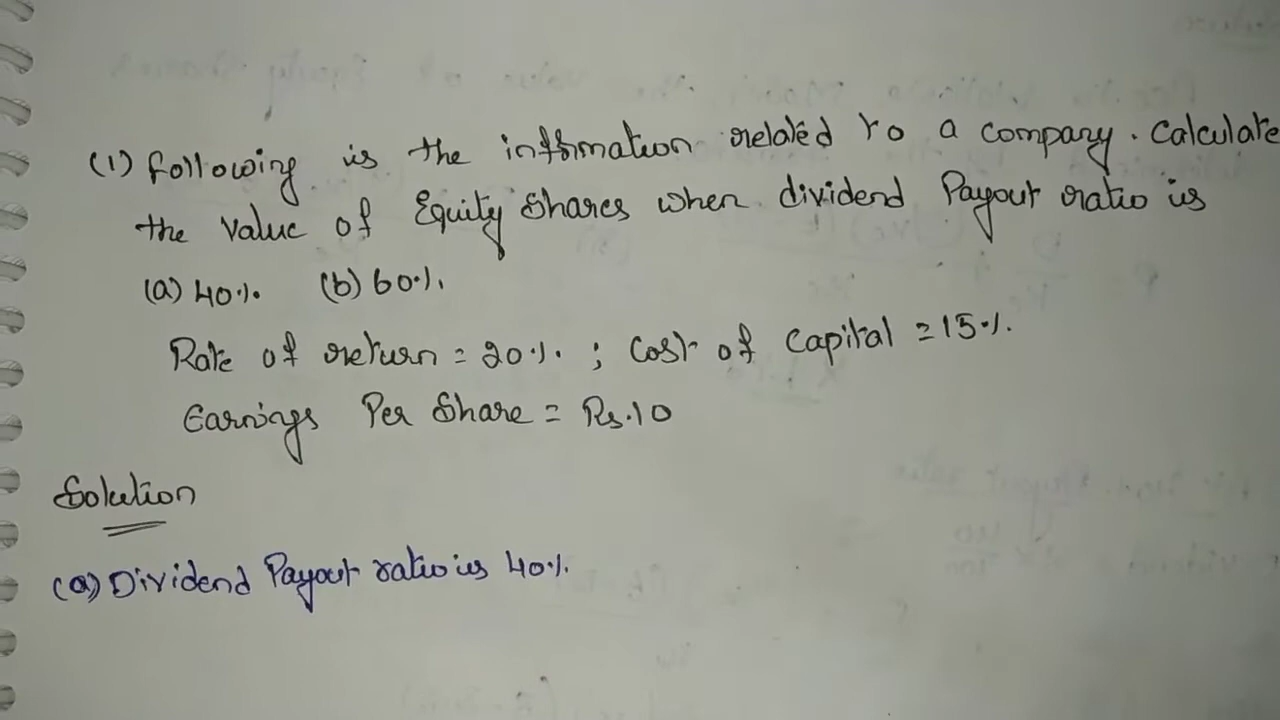 (1) Following is the information related to a company. Calculate
the value of Equity Shares when dividend Payout ratio is
(a) 40%. (b) 60%.
Rate of return = 20%. ; Cost of Capital = 15%.
Earnings Per Share = Rs.10
Solution
(a) Dividend Payout ratio is 40%.